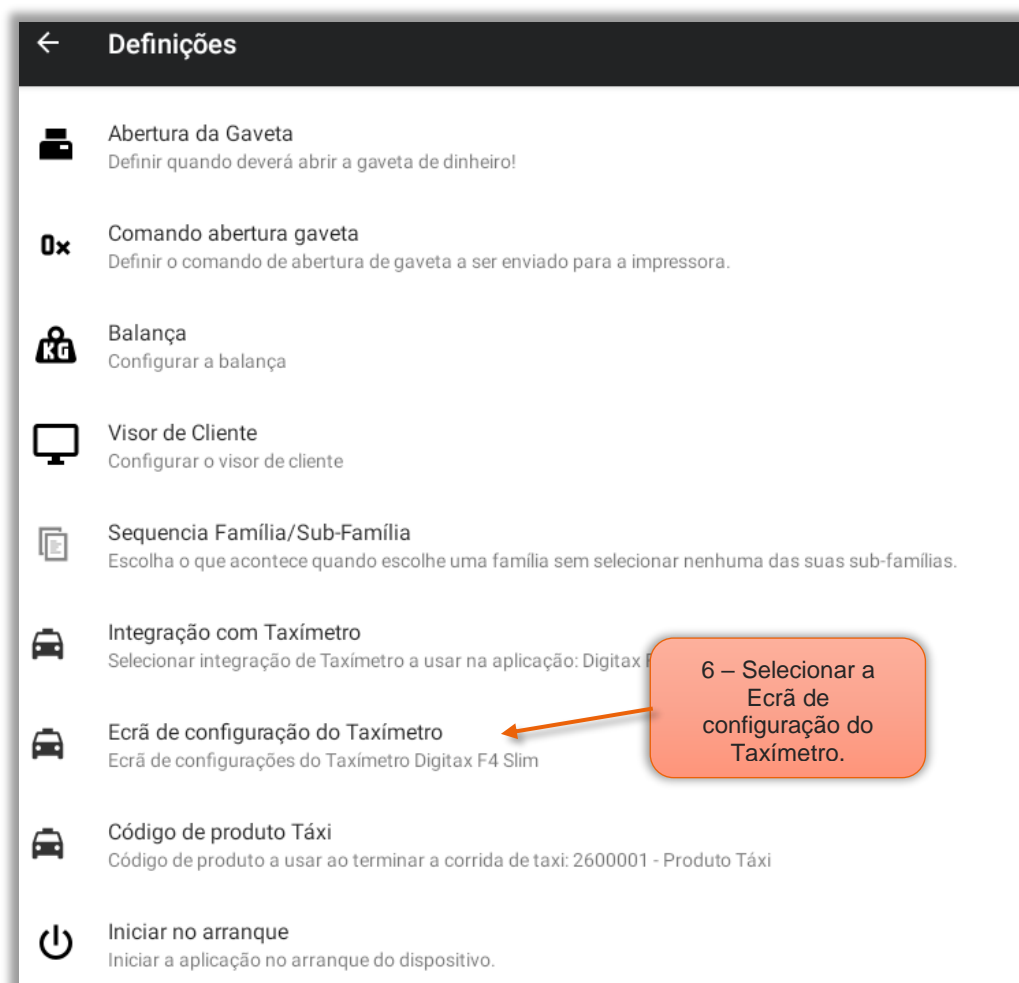 Definições
Abertura da Gaveta
Definir quando deverá abrir a gaveta de dinheiro!
0x
Comando abertura gaveta
Definir o comando de abertura de gaveta a ser enviado para a impressora.
KG
Balança
Configurar a balança
Visor de Cliente
Configurar o visor de cliente
Sequencia Família/Sub-Família
Escolha o que acontece quando escolhe uma família sem selecionar nenhuma das suas sub-famílias.
Integração com Taxímetro
Selecionar integração de Taxímetro a usar na aplicação: Digitax
6 – Selecionar a
Ecrã de
configuração do
Taxímetro.
Ecrã de configuração do Taxímetro
Ecrã de configurações do Taxímetro Digitax F4 Slim
Código de produto Táxi
Código de produto a usar ao terminar a corrida de taxi: 2600001 - Produto Táxi
Iniciar no arranque
Iniciar a aplicação no arranque do dispositivo.